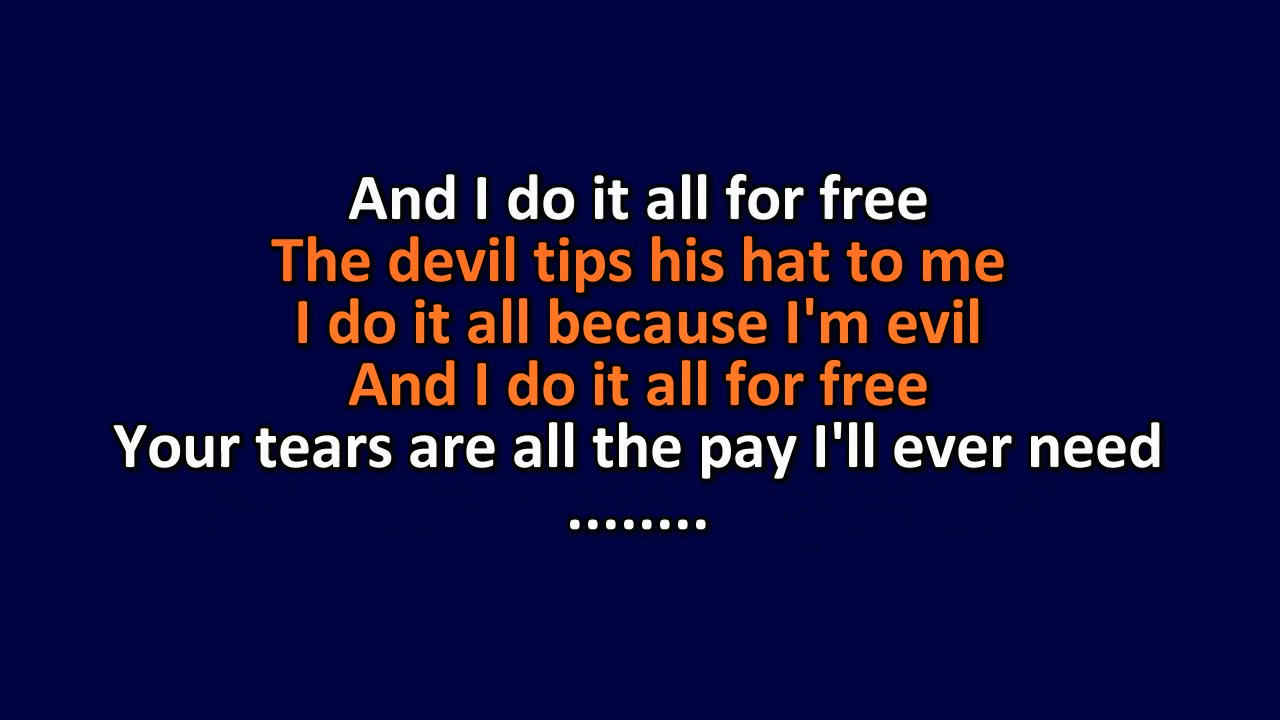 And I do it all for free
The devil tips his hat to me
I do it all because I'm evil
And I do it all for free
Your tears are all the pay I'll ever need
........